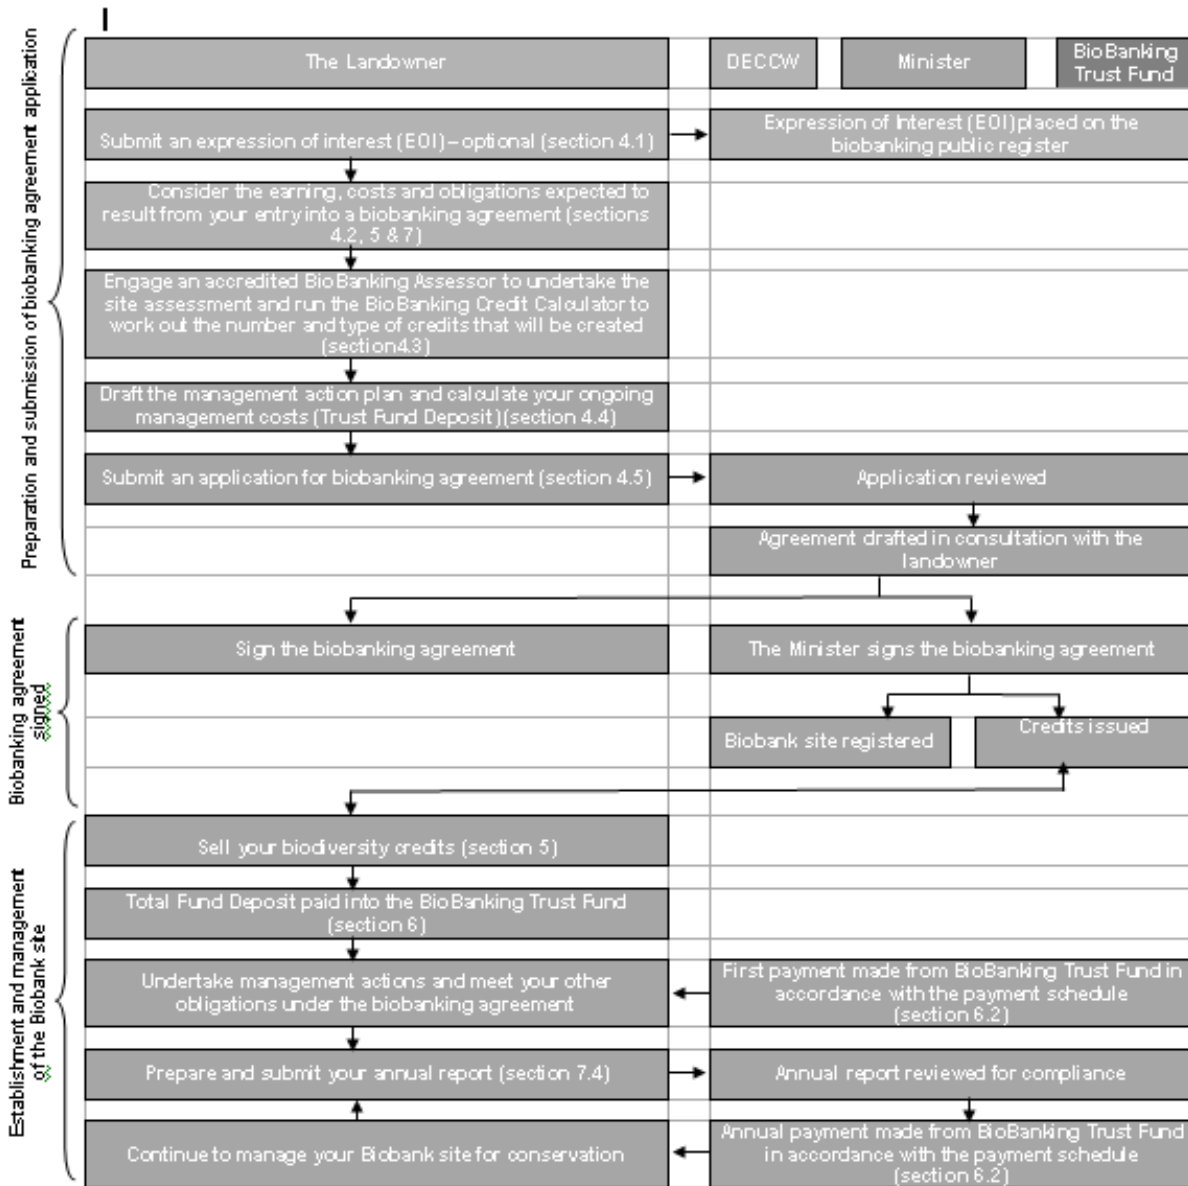 The Landowner
DECCW
Minister
BioBanking
Trust Fund
Preparation and submission of biobanking agreement application
Submit an expression of interest (EOI) – optional (section 4.1)
Expression of Interest (EOI)placed on the
biobanking public register
Consider the earning, costs and obligations expected to
result from your entry into a biobanking agreement (sections
4.2, 5 & 7)
Engage an accredited BioBanking Assessor to undertake the
site assessment and run the BioBanking Credit Calculator to
work out the number and type of credits that will be created
(section4.3)
Draft the management action plan and calculate your ongoing
management costs (Trust Fund Deposit)(section 4.4)
Submit an application for biobanking agreement (section 4.5)
Application reviewed
Agreement drafted in consultation with the
landowner
Biobanking agreement
signed
Sign the biobanking agreement
The Minister signs the biobanking agreement
Biobank site registered
Credits issued
Establishment and management
of the Biobank site
Sell your biodiversity credits (section 5)
Total Fund Deposit paid into the BioBanking Trust Fund
(section 6)
Undertake management actions and meet your other
obligations under the biobanking agreement
First payment made from BioBanking Trust Fund in
accordance with the payment schedule
(section 6.2)
Prepare and submit your annual report (section 7.4)
Annual report reviewed for compliance
Continue to manage your Biobank site for conservation
Annual payment made from BioBanking Trust Fund
in accordance with the payment schedule
(section 6.2)